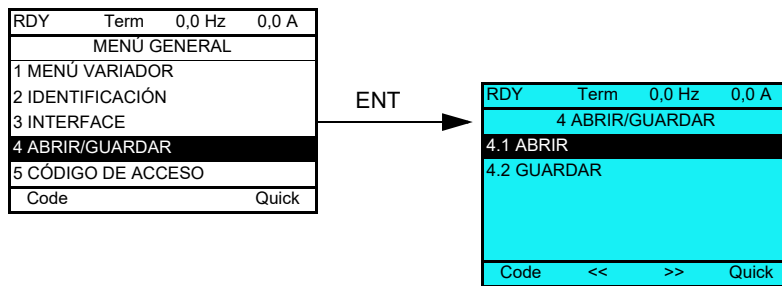 RDY Term 0,0 Hz 0,0 A
MENÚ GENERAL
1 MENÚ VARIADOR
2 IDENTIFICACIÓN
3 INTERFACE
4 ABRIR/GUARDAR
5 CÓDIGO DE ACCESO
Code Quick
ENT
RDY Term 0,0 Hz 0,0 A
4 ABRIR/GUARDAR
4.1 ABRIR
4.2 GUARDAR
Code << >> Quick